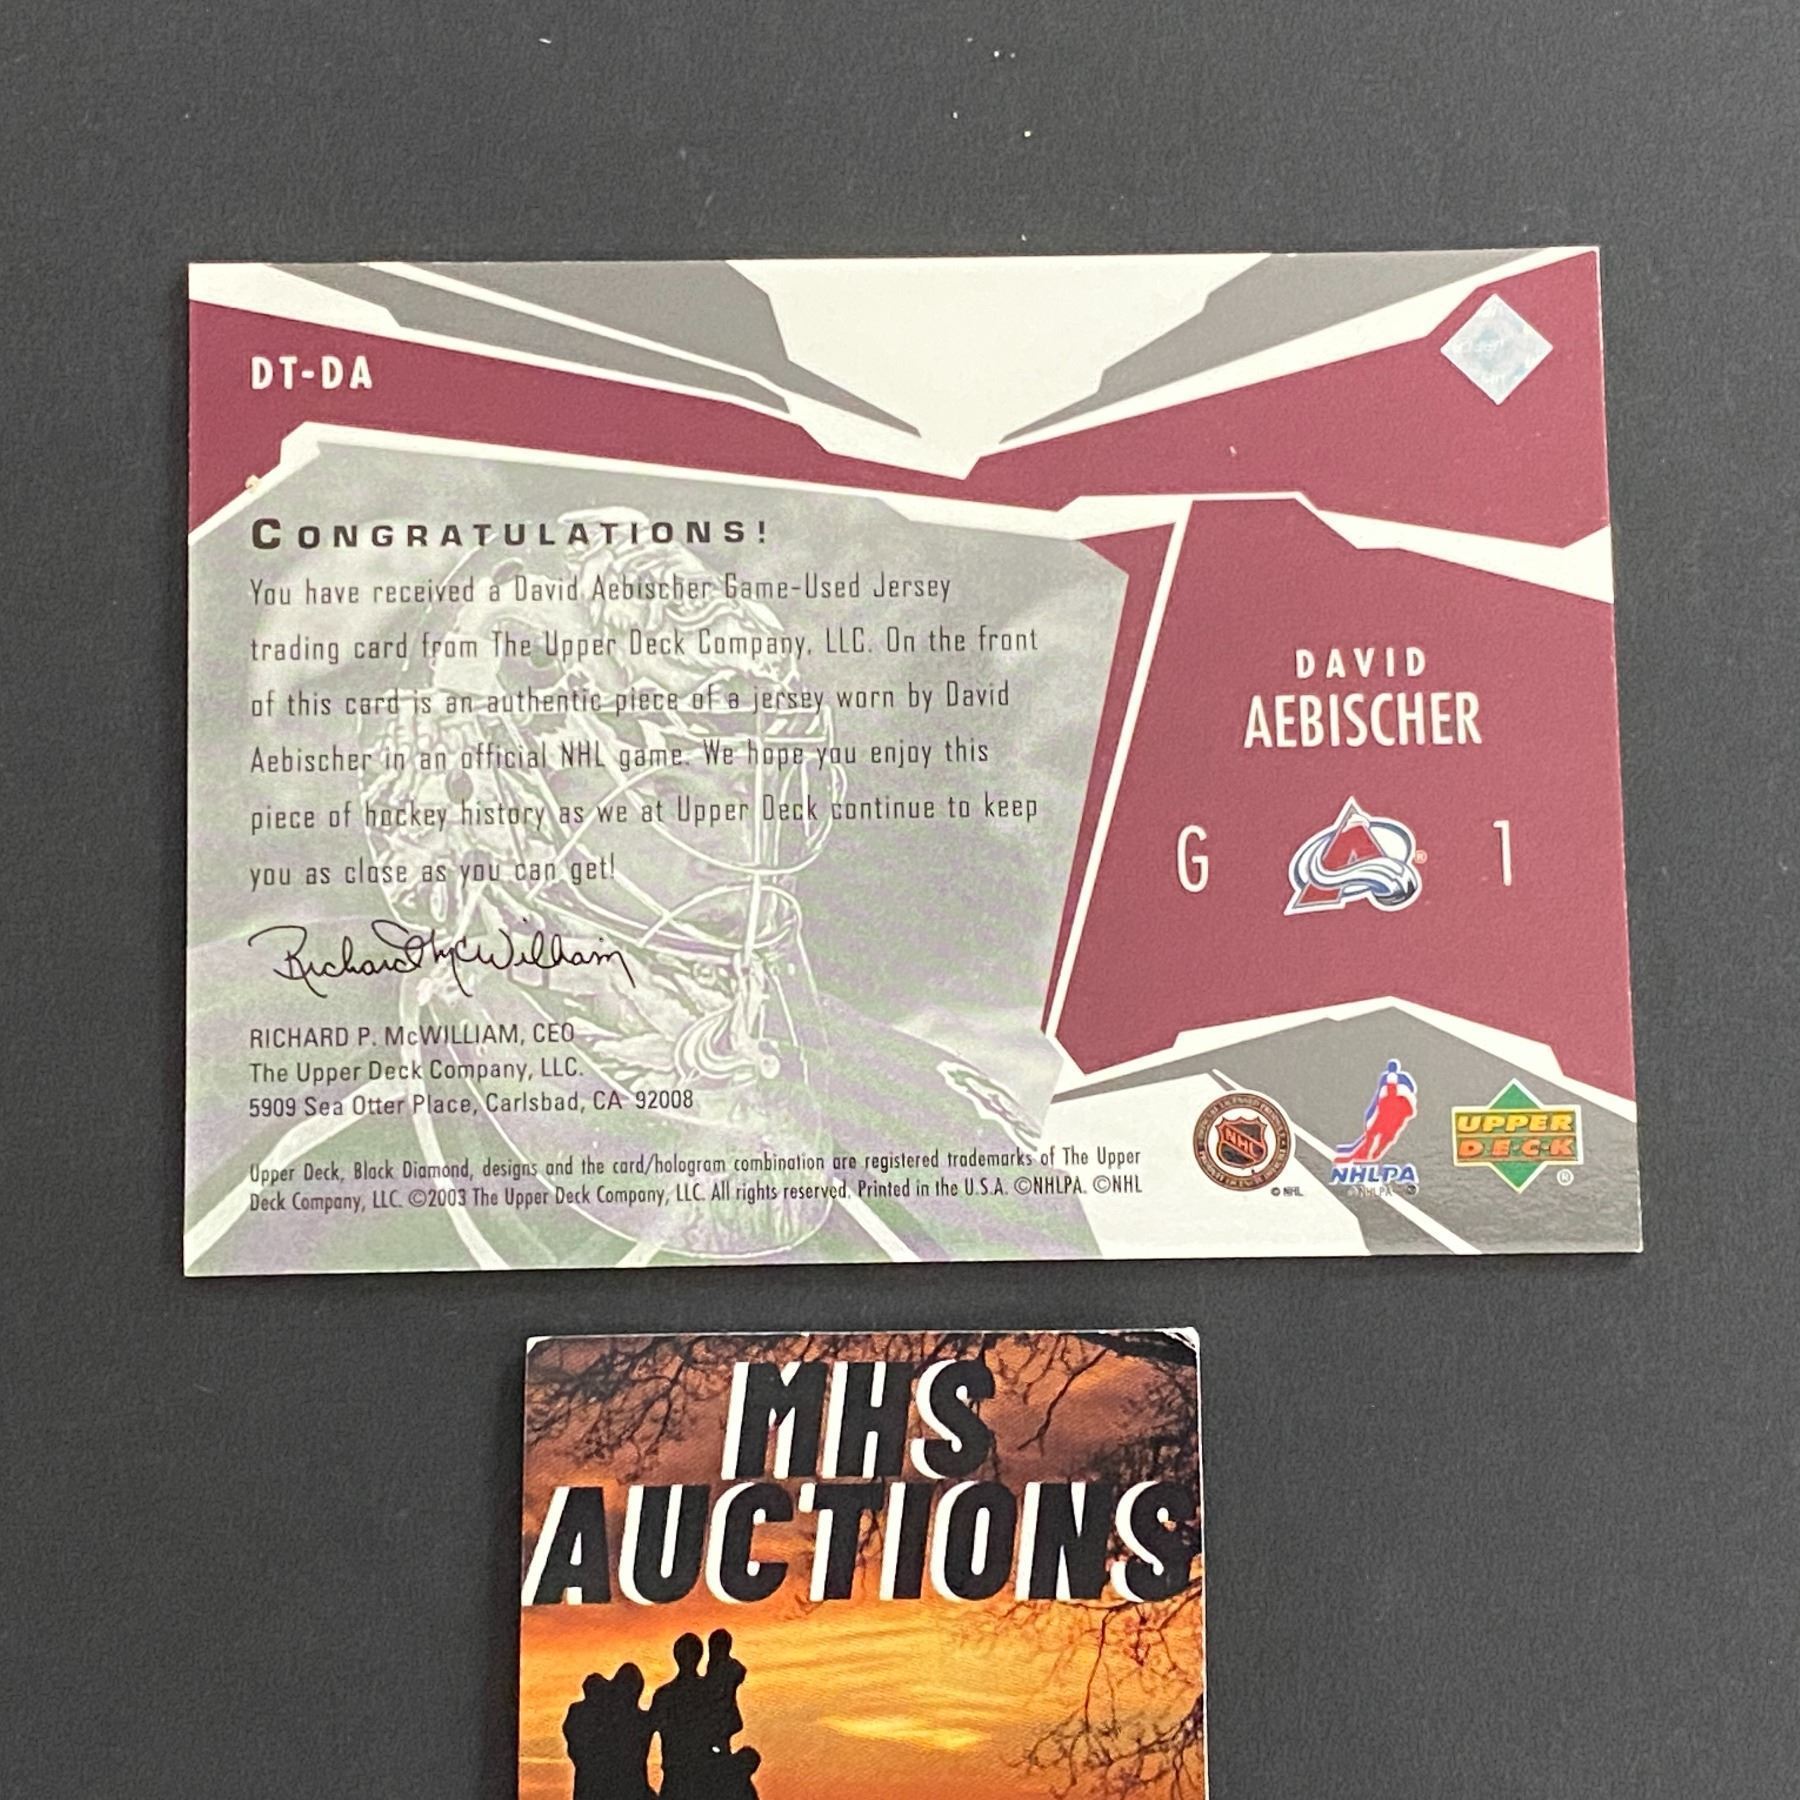 DT-DA
CONGRATULATIONS!
You have received a David Aebischer Game-Used Jersey
trading card from The Upper Deck Company, LLC. On the front
of this card is an authentic piece of a jersey worn by David
Aebischer in an official NHL game. We hope you enjoy this
piece of hockey history as we at Upper Deck continue to keep
you as close as you can get!
Richard McWilliam
RICHARD P. McWILLIAM, CEO
The Upper Deck Company, LLC.
5909 Sea Otter Place, Carlsbad, CA 92008
Upper Deck, Black Diamond, designs and the card/hologram combination are registered trademarks of The Upper
Deck Company, LLC. ©2003 The Upper Deck Company, LLC. All rights reserved. Printed in the U.S.A. ©NHLPA. ©NHL
DAVID
AEBISCHER
G 1
NHL
© NHL
NHLPA
© NHLPA
UPPER
DECK
®
MHS
AUCTIONS